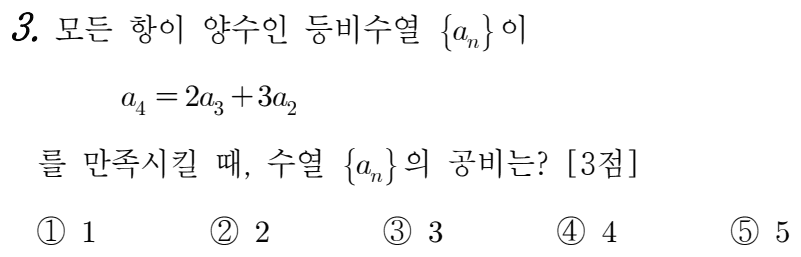 3. 모든 항이 양수인 등비수열 {aₙ}이
a₄ = 2a₃ + 3a₂
를 만족시킬 때, 수열 {aₙ}의 공비는? [3점]
① 1 ② 2 ③ 3 ④ 4 ⑤ 5